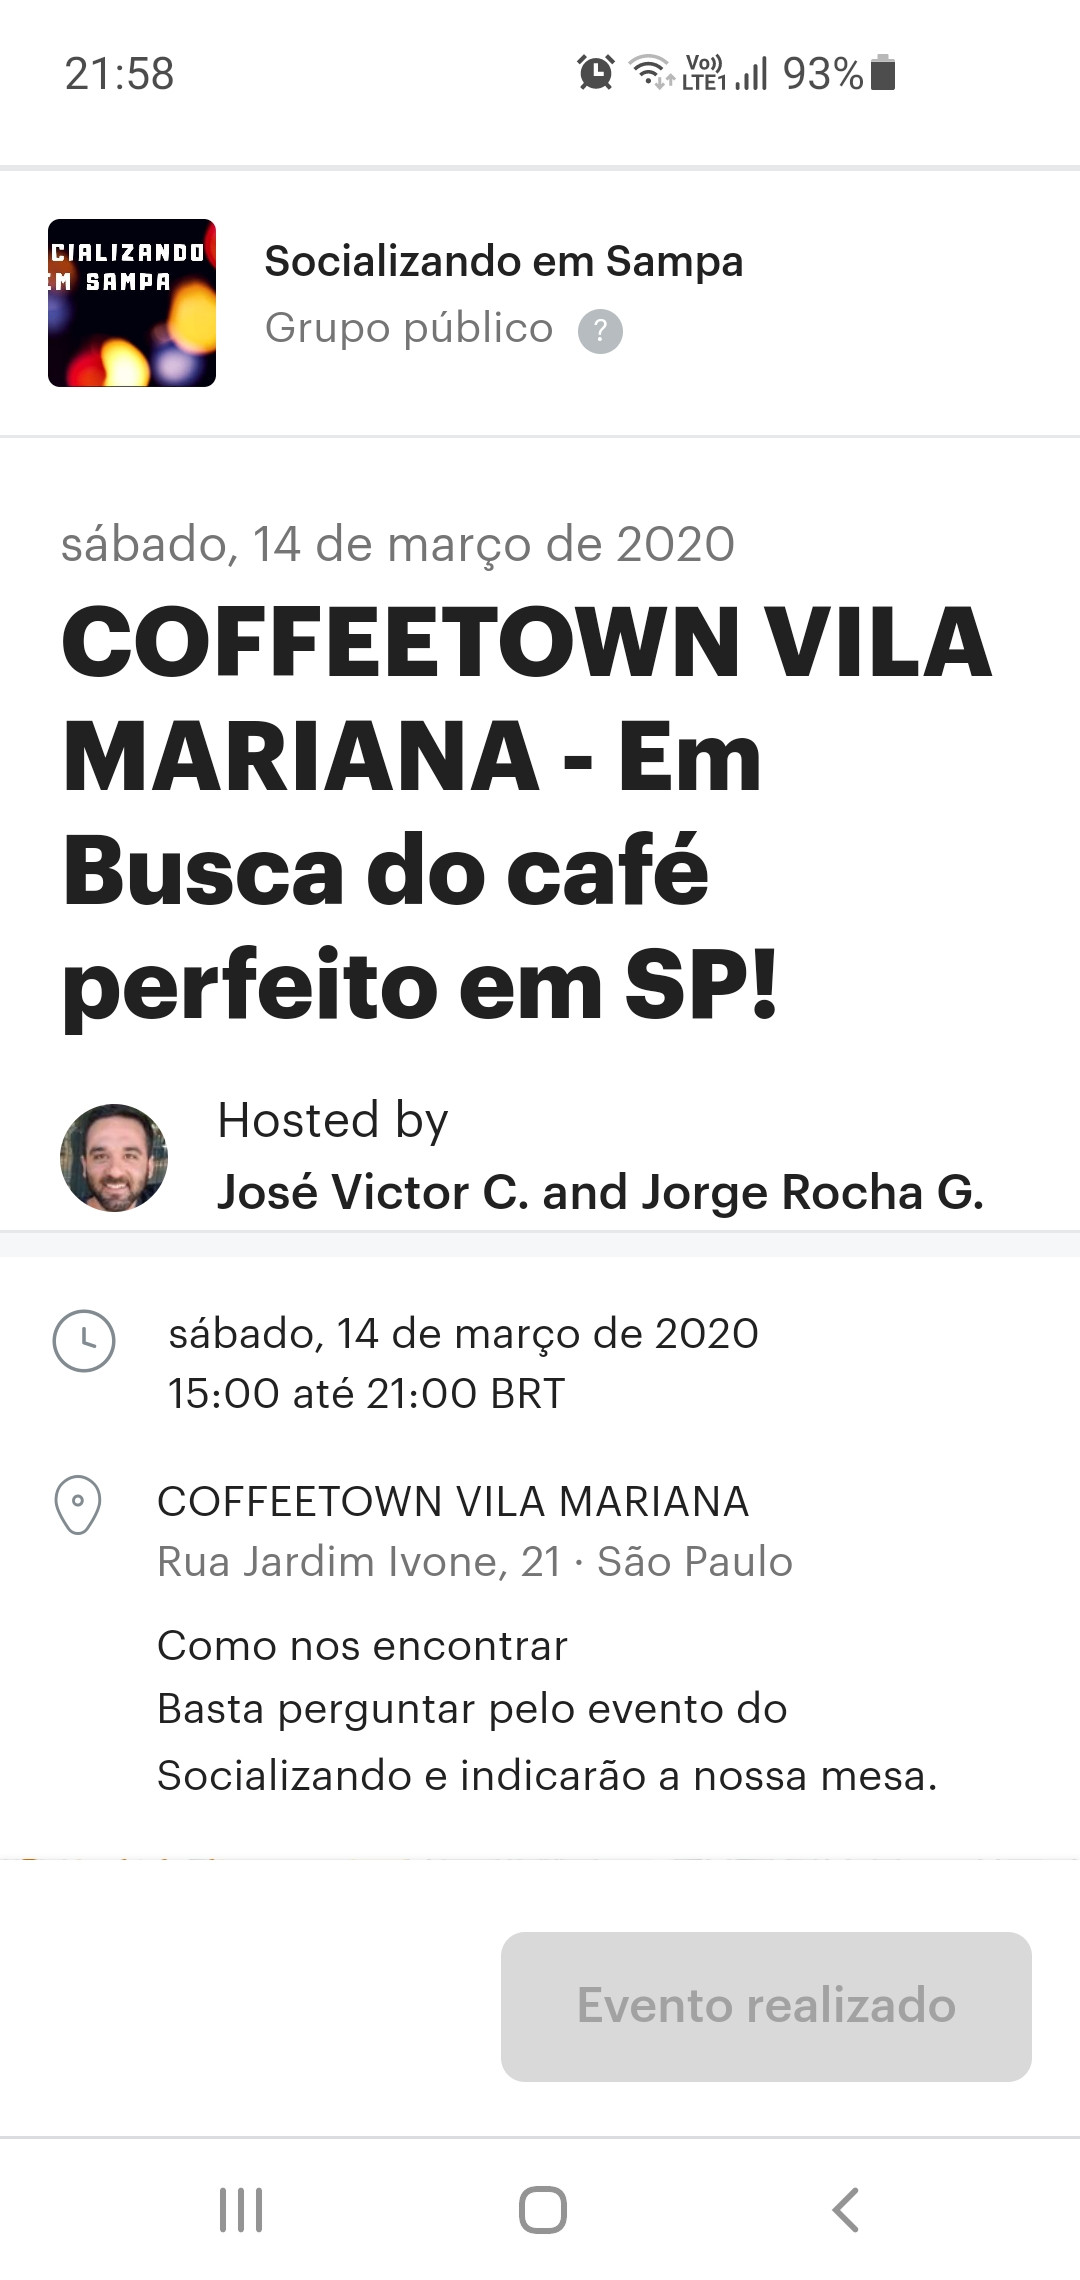 21:58
Vo)) LTE1 93%
CIALIZANDO
EM SAMPA
Socializando em Sampa
Grupo público ?
sábado, 14 de março de 2020
COFFEETOWN VILA
MARIANA - Em
Busca do café
perfeito em SP!
Hosted by
José Victor C. and Jorge Rocha G.
sábado, 14 de março de 2020
15:00 até 21:00 BRT
COFFEETOWN VILA MARIANA
Rua Jardim Ivone, 21 · São Paulo
Como nos encontrar
Basta perguntar pelo evento do
Socializando e indicarão a nossa mesa.
Evento realizado